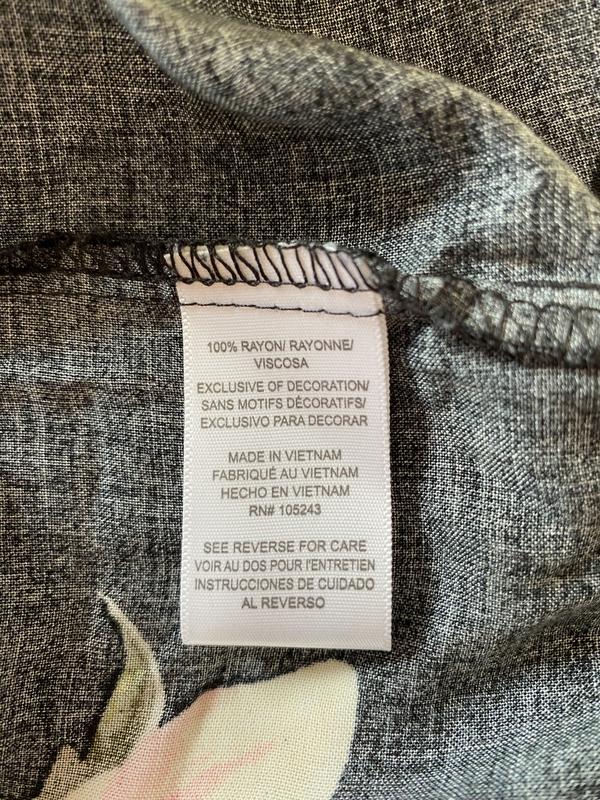 100% RAYON/ RAYONNE/
VISCOSA
EXCLUSIVE OF DECORATION/
SANS MOTIFS DÉCORATIFS/
EXCLUSIVO PARA DECORAR
MADE IN VIETNAM
FABRIQUÉ AU VIETNAM
HECHO EN VIETNAM
RN# 105243
SEE REVERSE FOR CARE
VOIR AU DOS POUR l'ENTRETIEN
INSTRUCCIONES DE CUIDADO
AL REVERSO